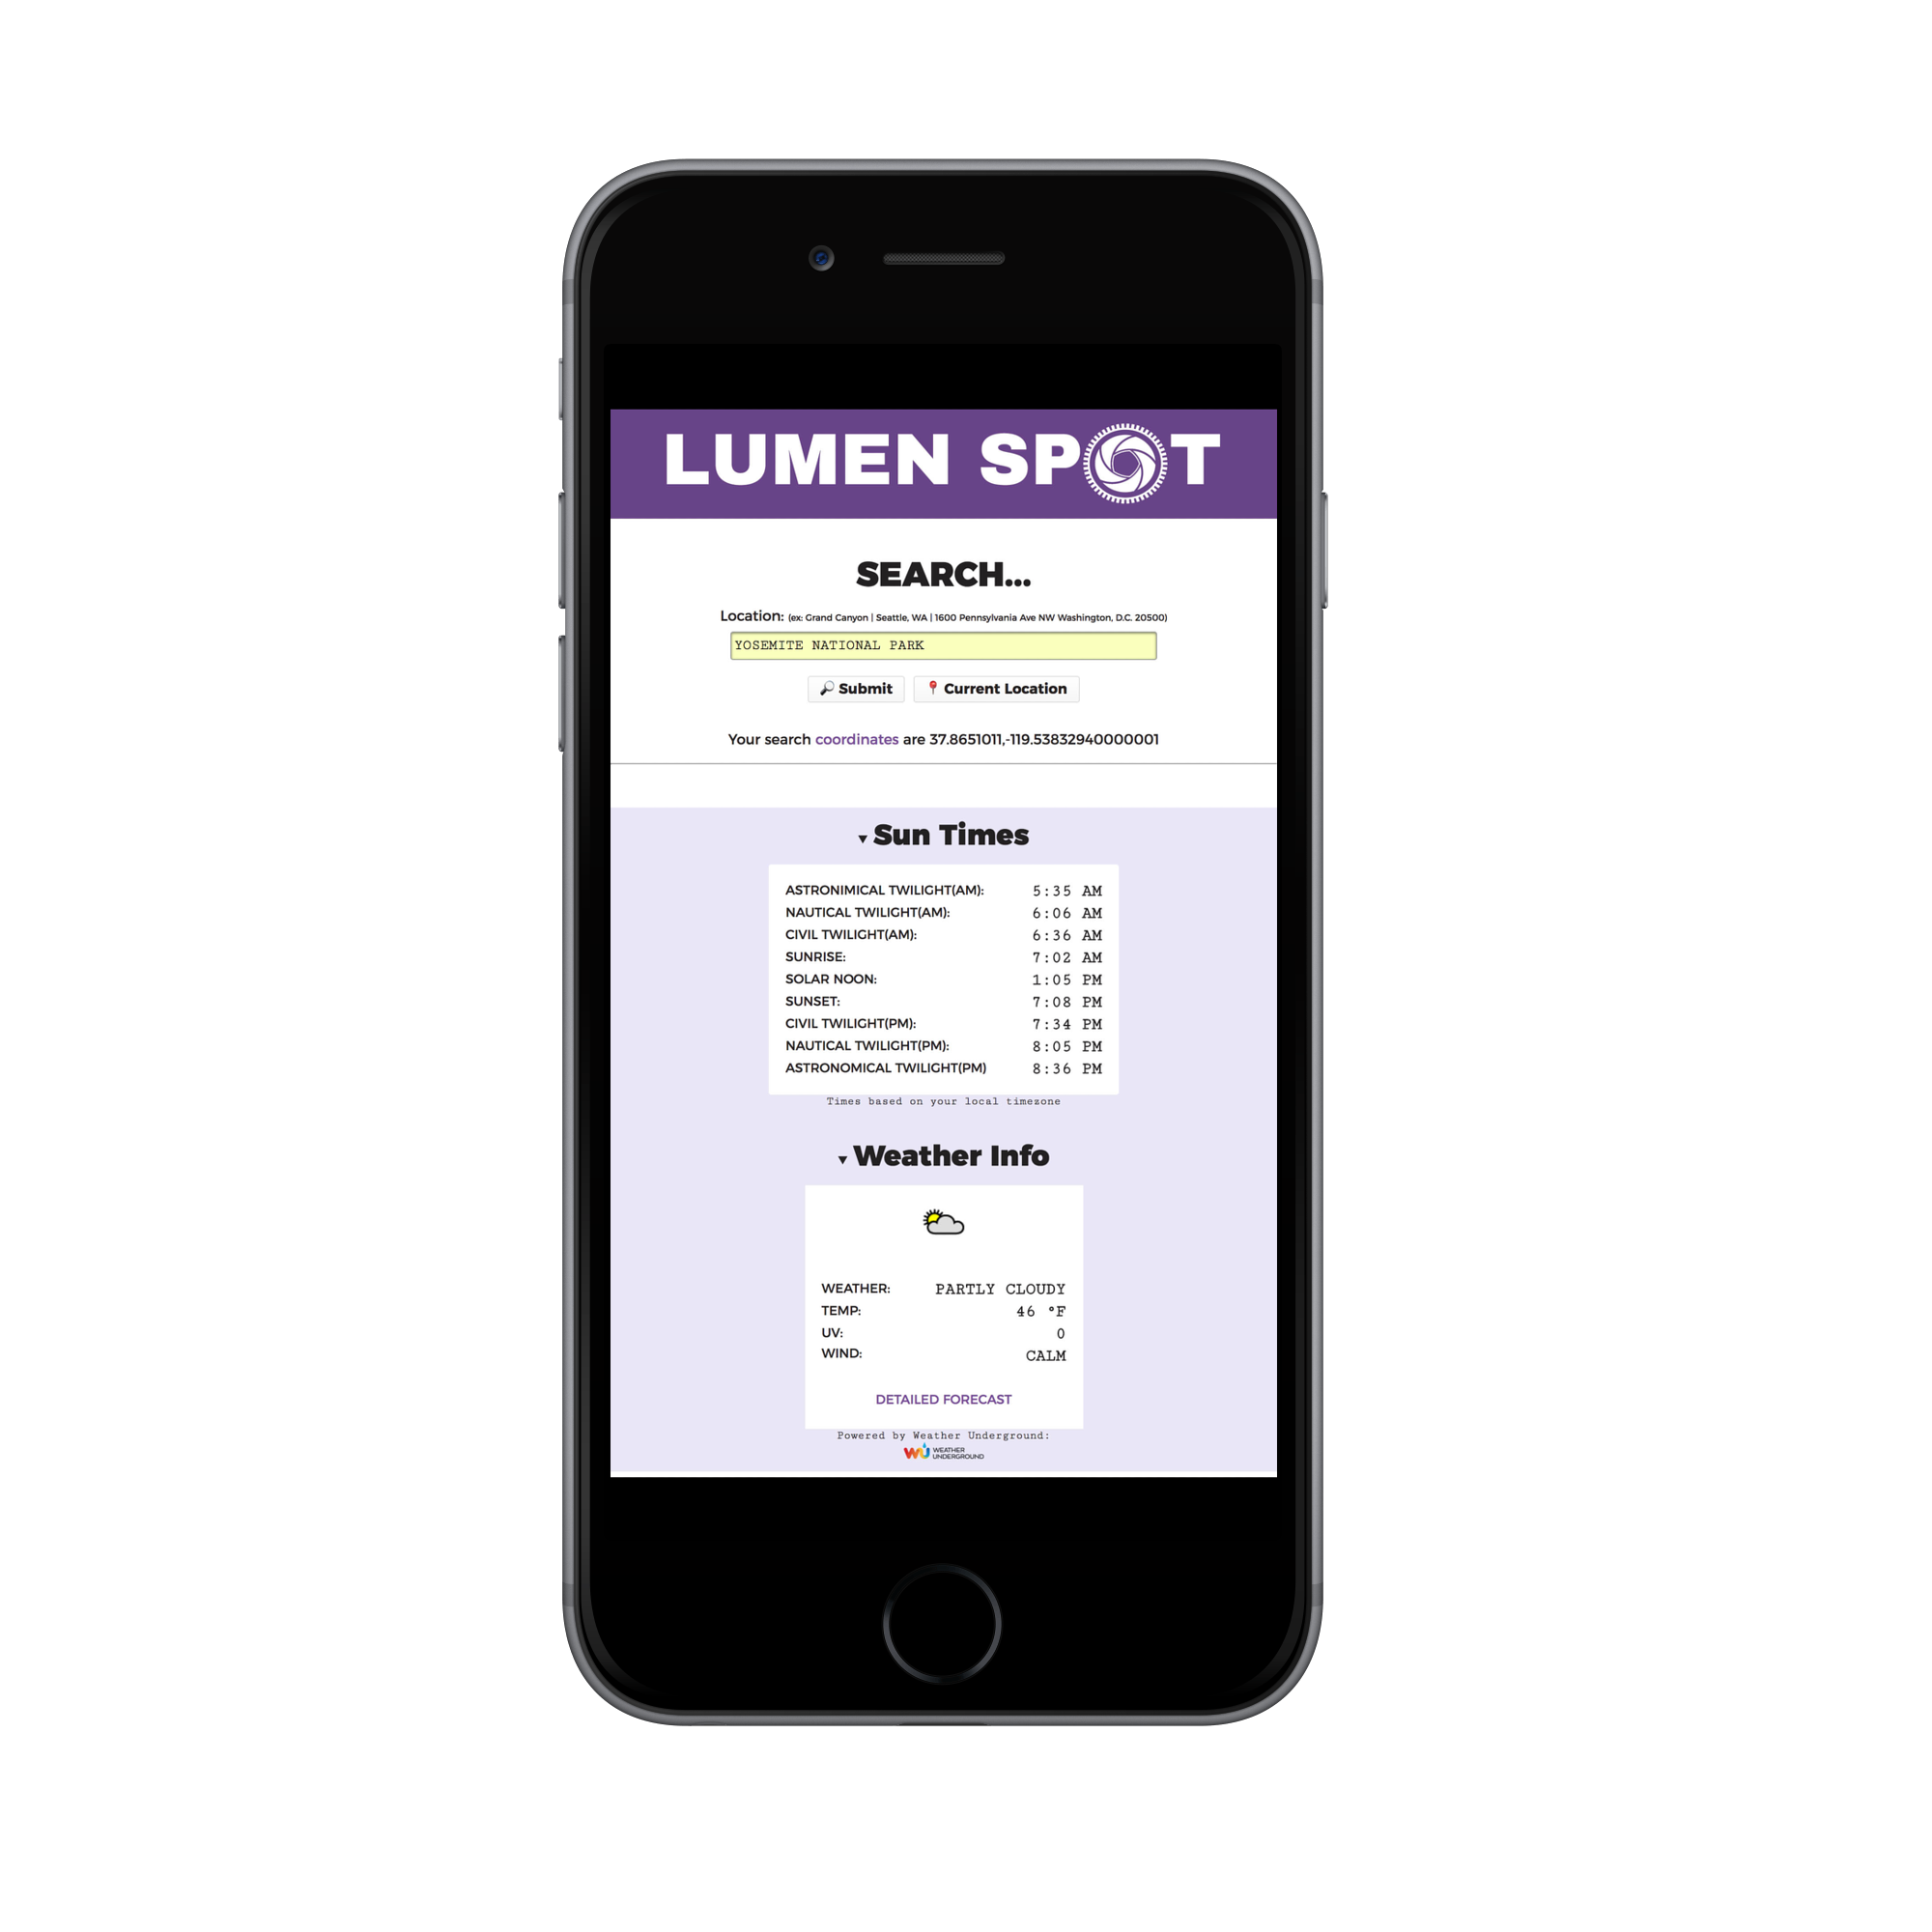 LUMEN SPOT
SEARCH...
Location: (ex: Grand Canyon | Seattle, WA | 1600 Pennsylvania Ave NW Washington, D.C. 20500)
YOSEMITE NATIONAL PARK
Submit Current Location
Your search coordinates are 37.8651011,-119.53832940000001
Sun Times
ASTRONIMICAL TWILIGHT(AM): 5:35 AM
NAUTICAL TWILIGHT(AM): 6:06 AM
CIVIL TWILIGHT(AM): 6:36 AM
SUNRISE: 7:02 AM
SOLAR NOON: 1:05 PM
SUNSET: 7:08 PM
CIVIL TWILIGHT(PM): 7:34 PM
NAUTICAL TWILIGHT(PM): 8:05 PM
ASTRONOMICAL TWILIGHT(PM) 8:36 PM
Times based on your local timezone
Weather Info
WEATHER: PARTLY CLOUDY
TEMP: 46 °F
UV: 0
WIND: CALM
DETAILED FORECAST
Powered by Weather Underground:
wu WEATHER
UNDERGROUND